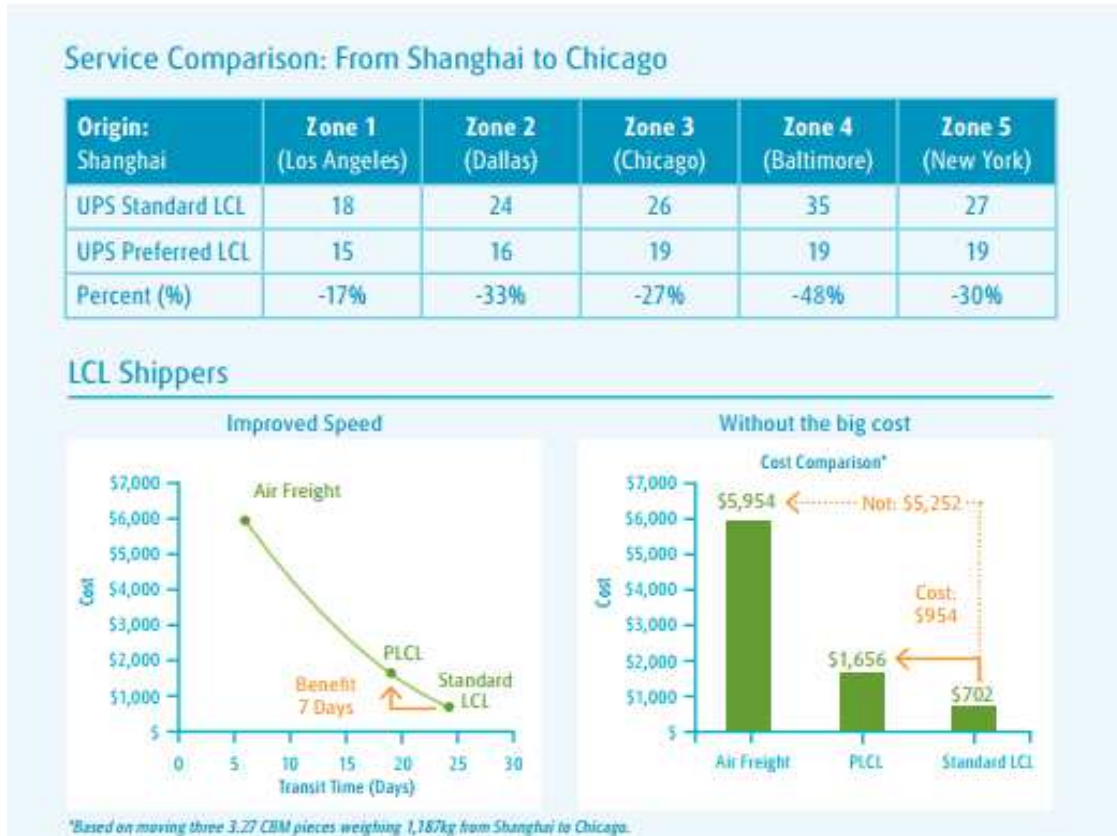 Service Comparison: From Shanghai to Chicago
Origin: Shanghai Zone 1 (Los Angeles) Zone 2 (Dallas) Zone 3 (Chicago) Zone 4 (Baltimore) Zone 5 (New York)
UPS Standard LCL 18 24 26 35 27
UPS Preferred LCL 15 16 19 19 19
Percent (%) -17% -33% -27% -48% -30%
LCL Shippers
Improved Speed
$7,000
$6,000
$5,000
$4,000
$3,000
$2,000
$1,000
$
Cost
Air Freight
PLCL
Standard
LCL
Benefit
7 Days
0 5 10 15 20 25 30
Transit Time (Days)
Without the big cost
Cost Comparison*
$7,000
$6,000
$5,000
$4,000
$3,000
$2,000
$1,000
$
Cost
$5,954
Not: $5,252
Cost:
$954
$1,656
$702
Air Freight PLCL Standard LCL
*Based on moving three 3.27 CBM pieces weighing 1,187kg from Shanghai to Chicago.